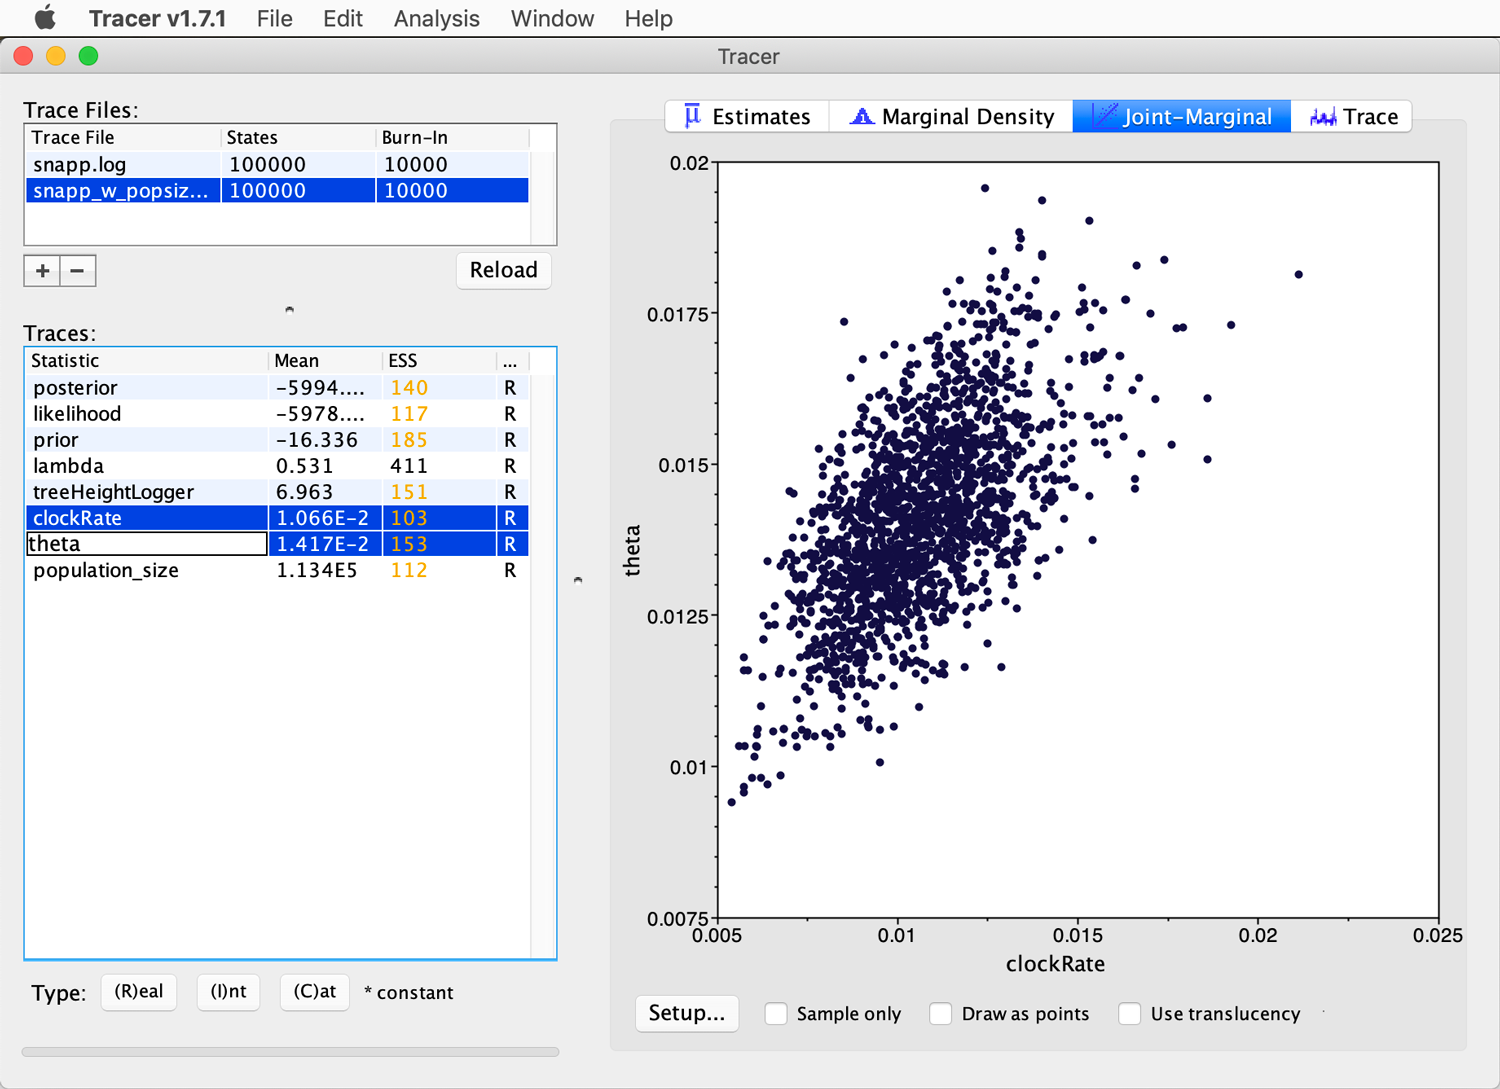 Tracer v1.7.1 File Edit Analysis Window Help
Tracer
Trace Files:
Trace File States Burn-In
snapp.log 100000 10000
snapp_w_popsiz... 100000 10000
+ −
Reload
Traces:
Statistic Mean ESS ...
posterior −5994.... 140 R
likelihood −5978.... 117 R
prior −16.336 185 R
lambda 0.531 411 R
treeHeightLogger 6.963 151 R
clockRate 1.066E−2 103 R
theta 1.417E−2 153 R
population_size 1.134E5 112 R
Type: (R)eal (I)nt (C)at * constant
Estimates Marginal Density Joint-Marginal Trace
0.02
0.0175
0.015
0.0125
0.01
0.0075
theta
0.005 0.01 0.015 0.02 0.025
clockRate
Setup... Sample only Draw as points Use translucency